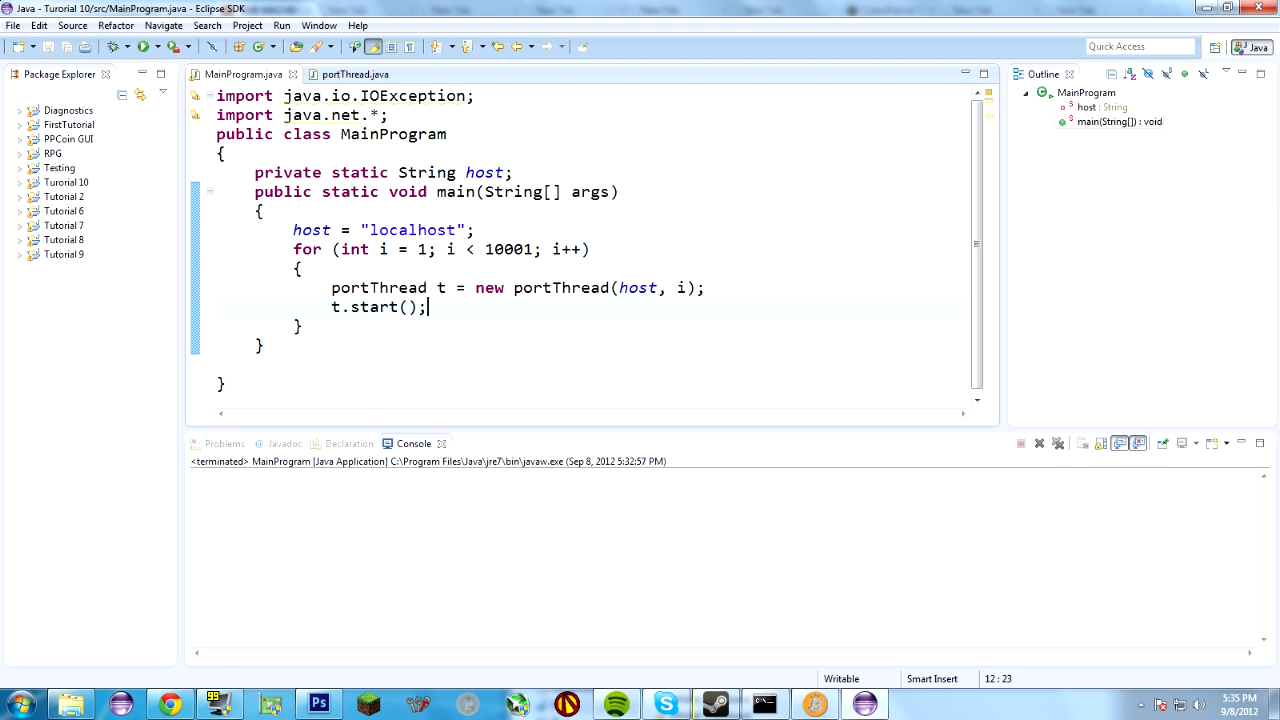 Java - Turorial 10/src/MainProgram.java - Eclipse SDK
File Edit Source Refactor Navigate Search Project Run Window Help
Quick Access
Java
Package Explorer
MainProgram.java
portThread.java
Outline
Diagnostics
FirstTutorial
PPCoin GUI
RPG
Testing
Turorial 10
Tutorial 2
Tutorial 6
Tutorial 7
Tutorial 8
Tutorial 9
import java.io.IOException;
import java.net.*;
public class MainProgram
{
private static String host;
public static void main(String[] args)
{
host = "localhost";
for (int i = 1; i < 10001; i++)
{
portThread t = new portThread(host, i);
t.start();
}
}
}
MainProgram
host : String
main(String[]) : void
Problems Javadoc Declaration Console
<terminated> MainProgram [Java Application] C:\Program Files\Java\jre7\bin\javaw.exe (Sep 8, 2012 5:32:57 PM)
Writable Smart Insert 12 : 23
99
Ps
5:35 PM
9/8/2012